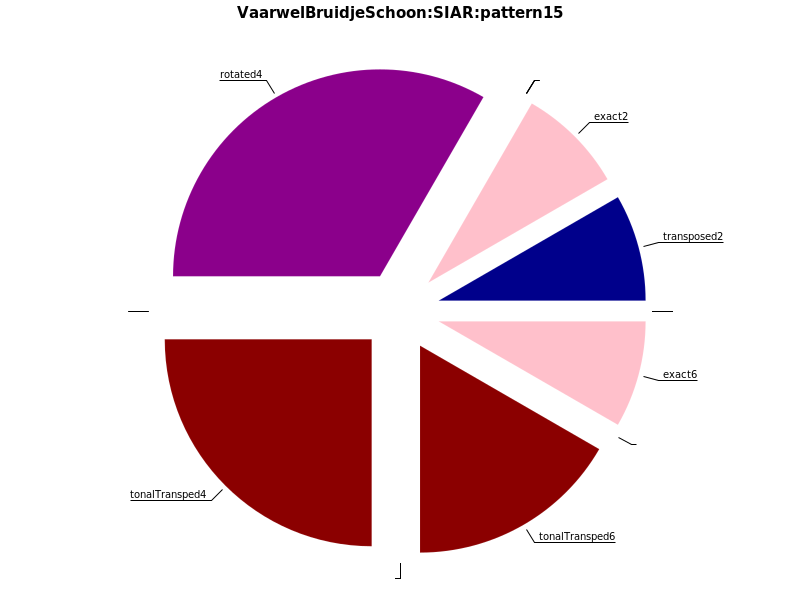 VaarwelBruidjeSchoon:SIAR:pattern15
rotated4
exact2
transposed2
exact6
tonalTransped4
tonalTransped6